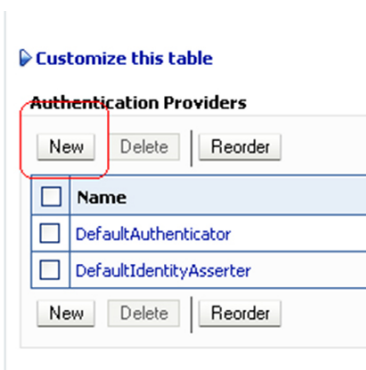 Customize this table
Authentication Providers
New Delete Reorder
Name
DefaultAuthenticator
DefaultIdentityAsserter
New Delete Reorder